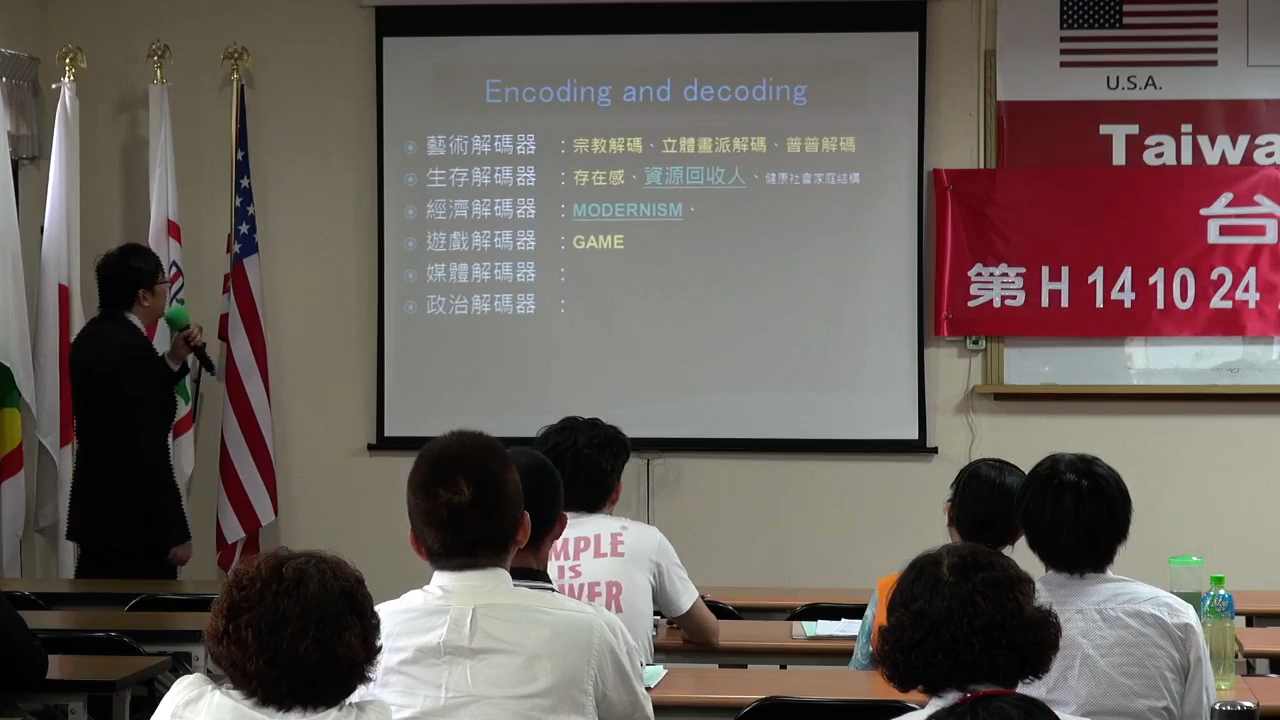 Encoding and decoding
藝術解碼器 ：宗教解碼、立體畫派解碼、普普解碼
生存解碼器 ：存在感、資源回收人、健康社會家庭結構
經濟解碼器 ：MODERNISM、
遊戲解碼器 ：GAME
媒體解碼器 ：
政治解碼器 ：
U.S.A.
Taiwa
台
第 H 14 10 24
MPLE
IS
WER